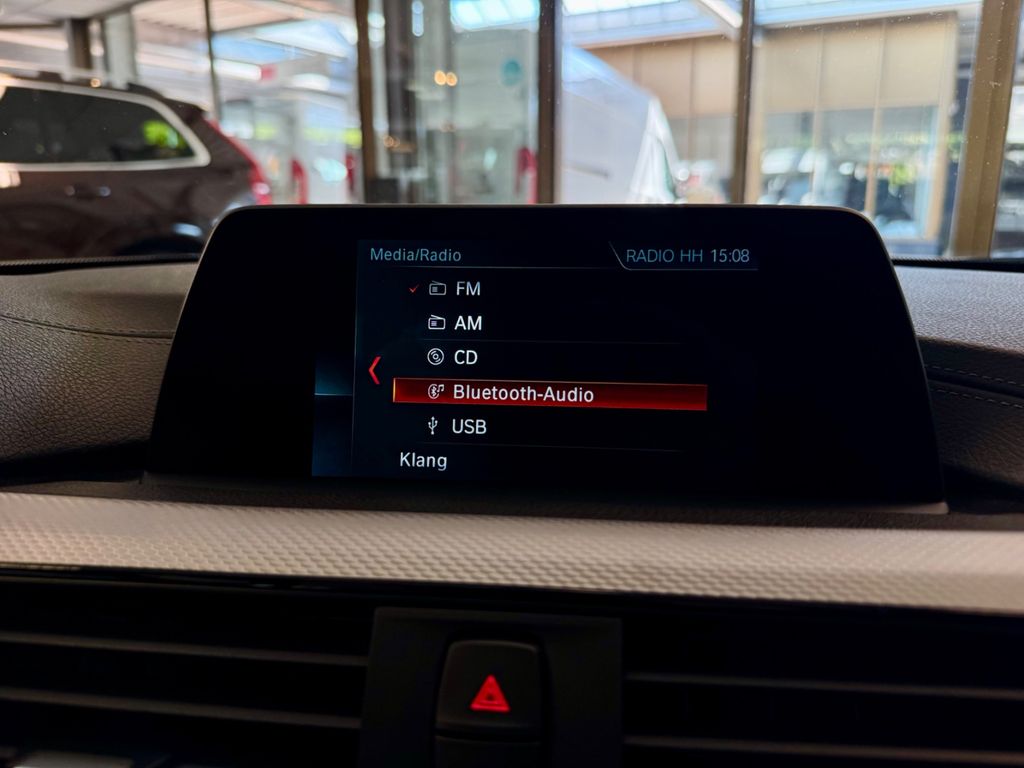 Media/Radio
RADIO HH 15:08
FM
AM
CD
Bluetooth-Audio
USB
Klang